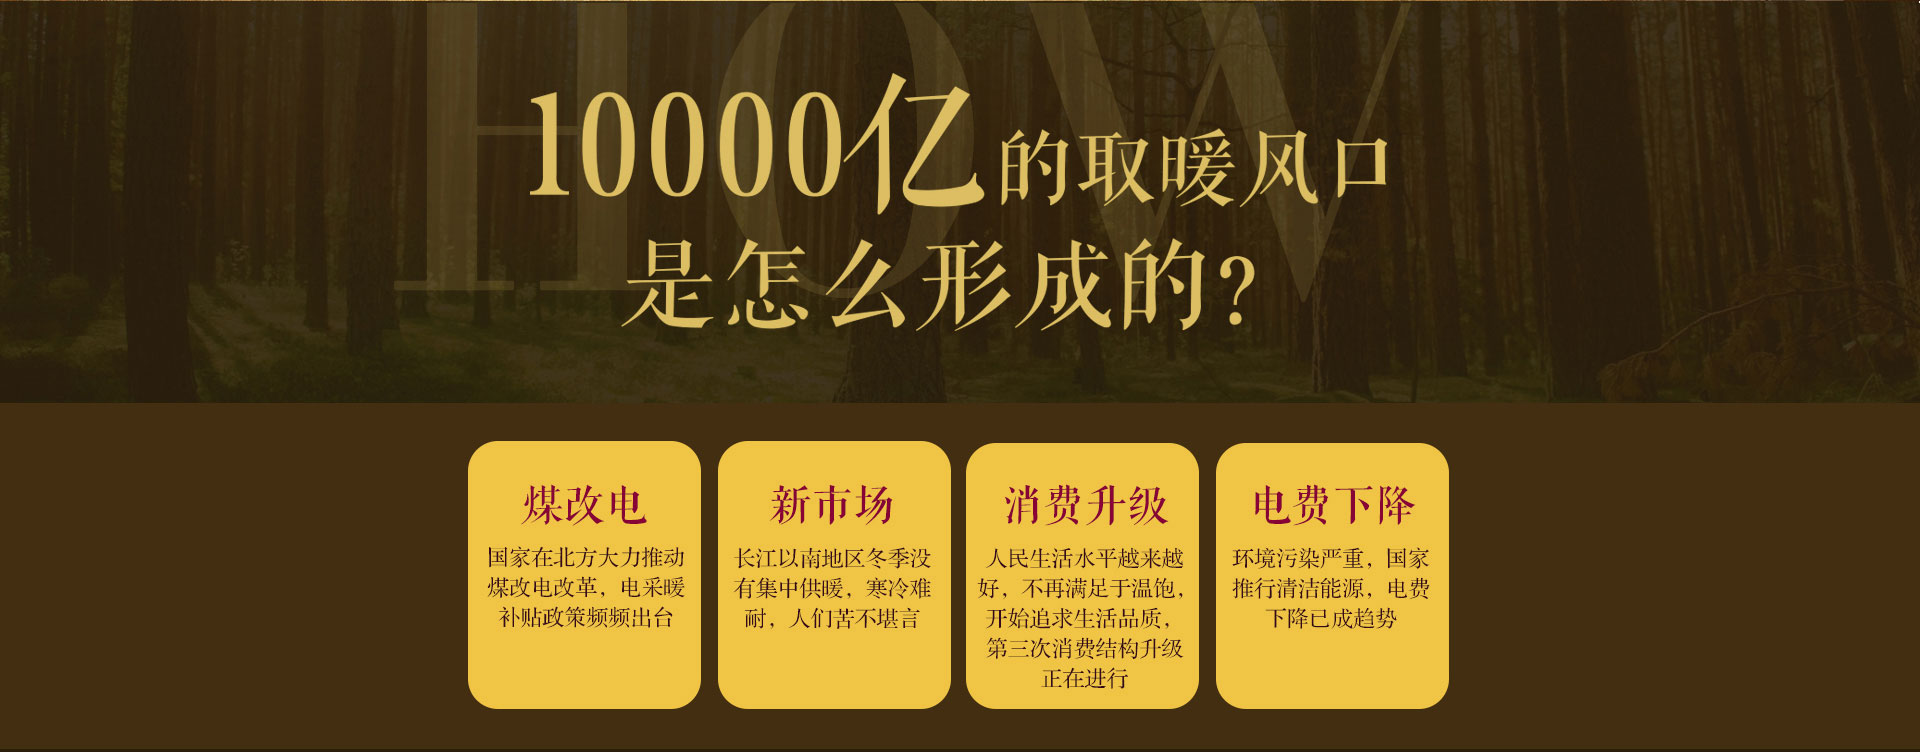 HOW
10000亿的取暖风口
是怎么形成的?
煤改电
国家在北方大力推动
煤改电改革，电采暖
补贴政策频频出台
新市场
长江以南地区冬季没
有集中供暖，寒冷难
耐，人们苦不堪言
消费升级
人民生活水平越来越
好，不再满足于温饱，
开始追求生活品质，
第三次消费结构升级
正在进行
电费下降
环境污染严重，国家
推行清洁能源，电费
下降已成趋势